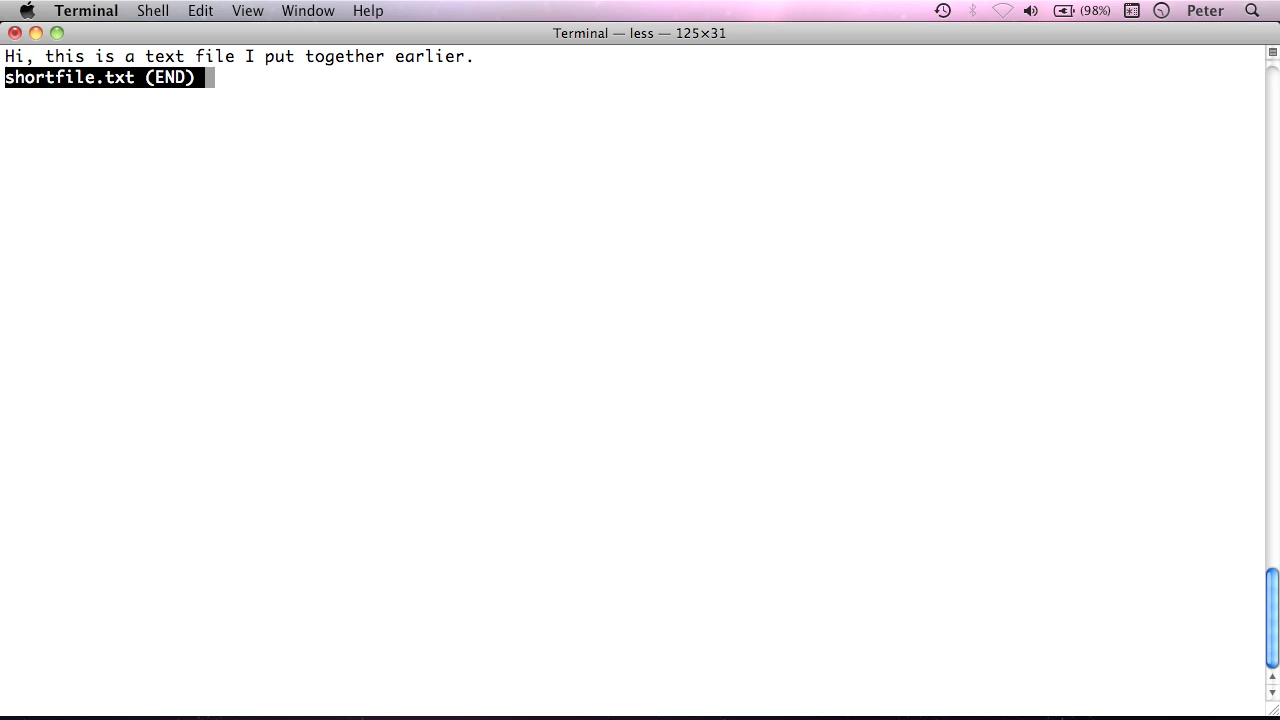 Terminal Shell Edit View Window Help (98%) Peter
Terminal — less — 125×31
Hi, this is a text file I put together earlier.
shortfile.txt (END)